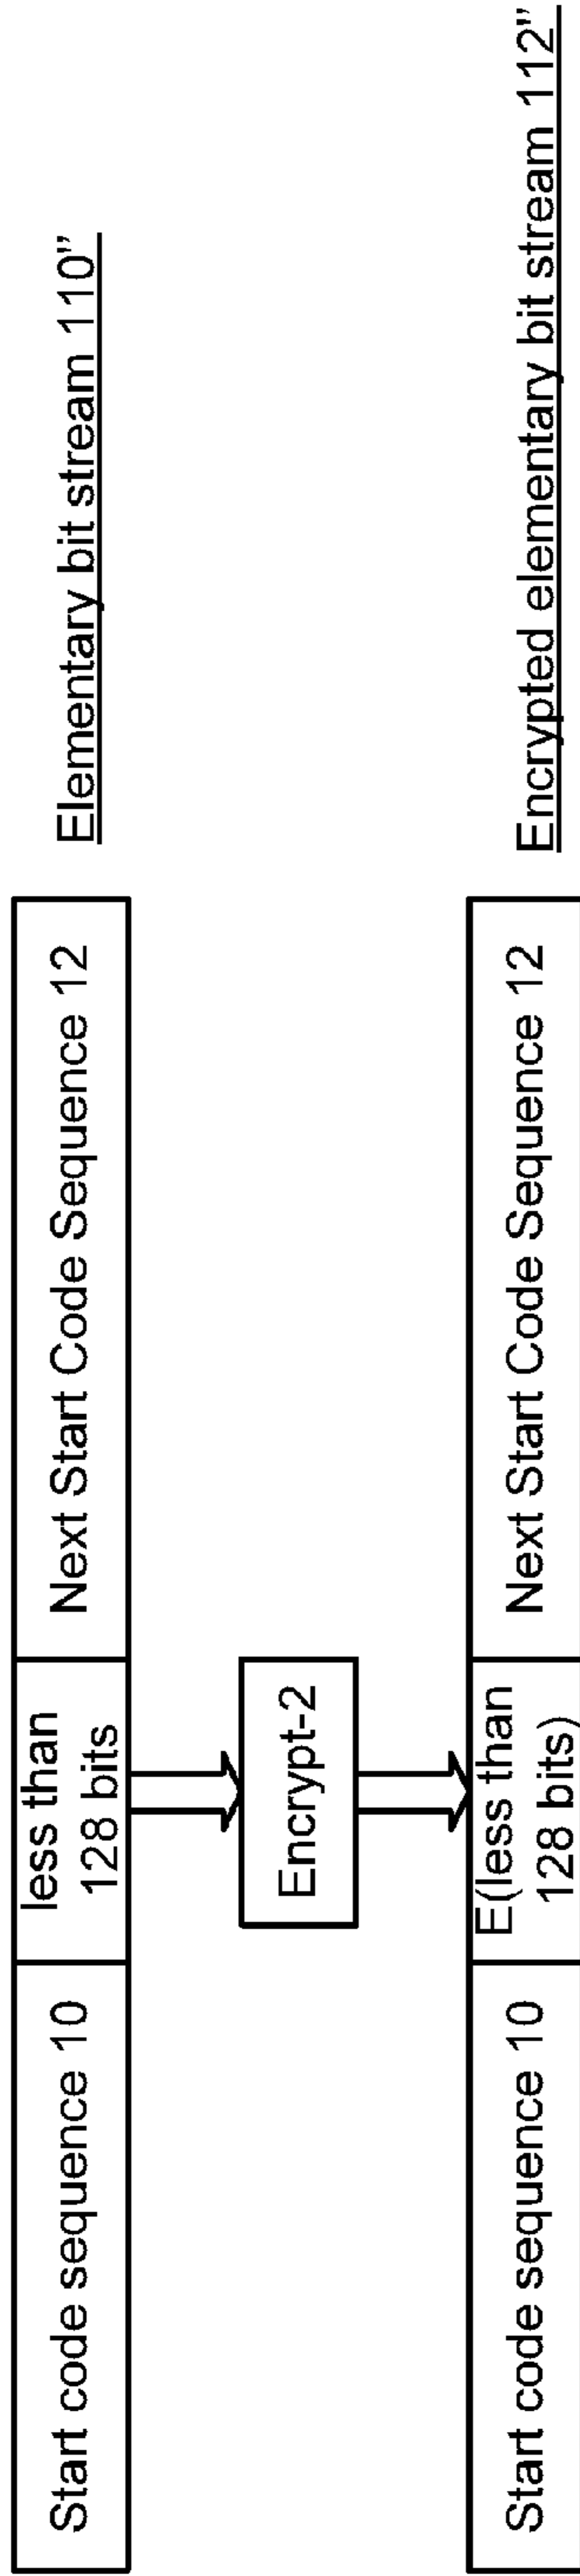 Start code sequence 10
less than
128 bits
Next Start Code Sequence 12
Elementary bit stream 110"
Encrypt-2
Start code sequence 10
E(less than
128 bits)
Next Start Code Sequence 12
Encrypted elementary bit stream 112"